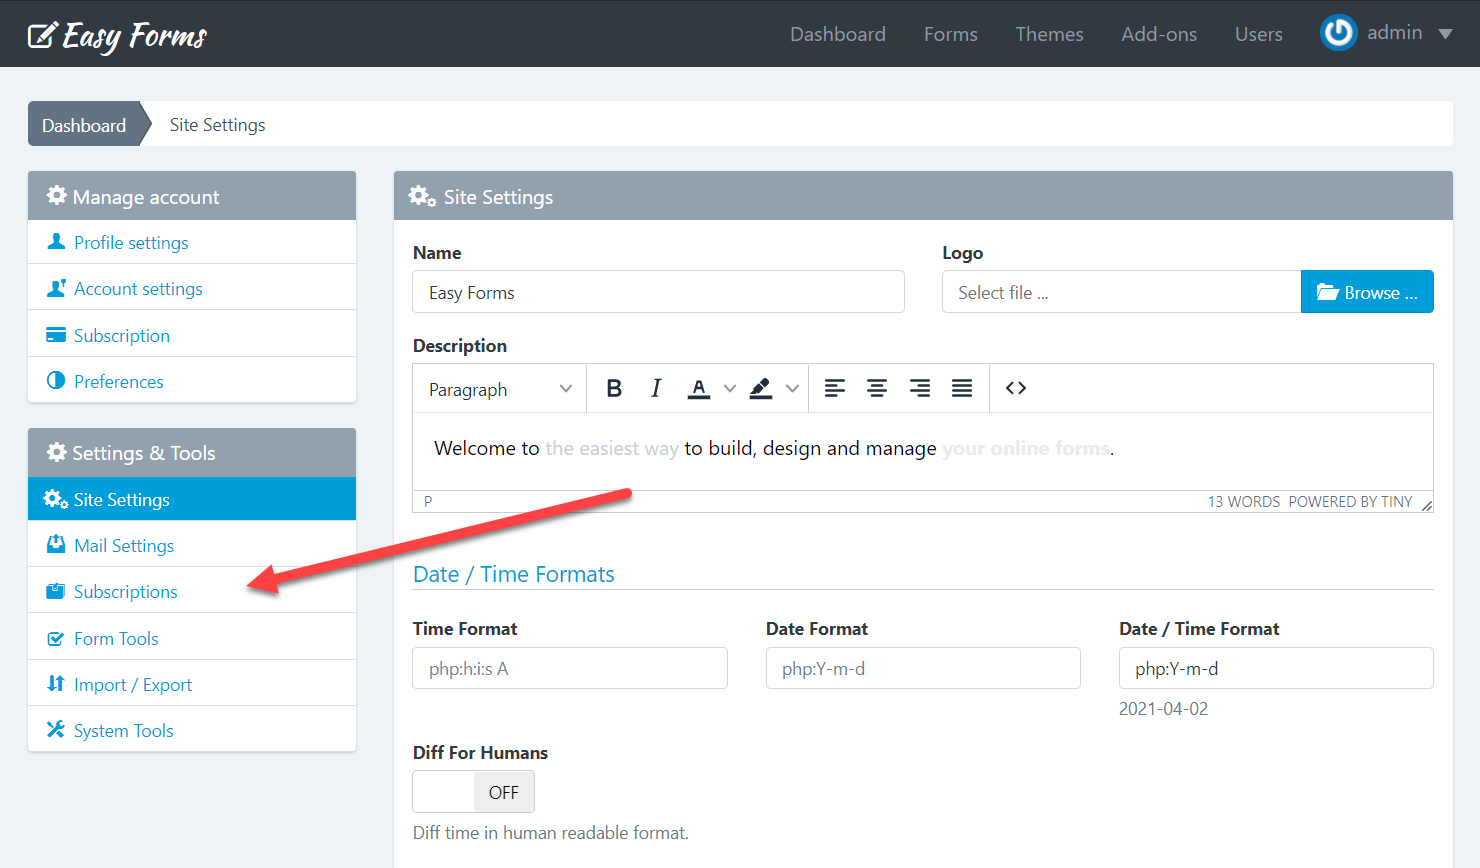 Easy Forms
Dashboard Forms Themes Add-ons Users admin
Dashboard Site Settings
Manage account
Profile settings
Account settings
Subscription
Preferences
Settings & Tools
Site Settings
Mail Settings
Subscriptions
Form Tools
Import / Export
System Tools
Site Settings
Name
Easy Forms
Logo
Select file ...
Browse ...
Description
Paragraph B I A
Welcome to the easiest way to build, design and manage your online forms.
P 13 WORDS POWERED BY TINY
Date / Time Formats
Time Format
php:h:i:s A
Date Format
php:Y-m-d
Date / Time Format
php:Y-m-d
2021-04-02
Diff For Humans
OFF
Diff time in human readable format.